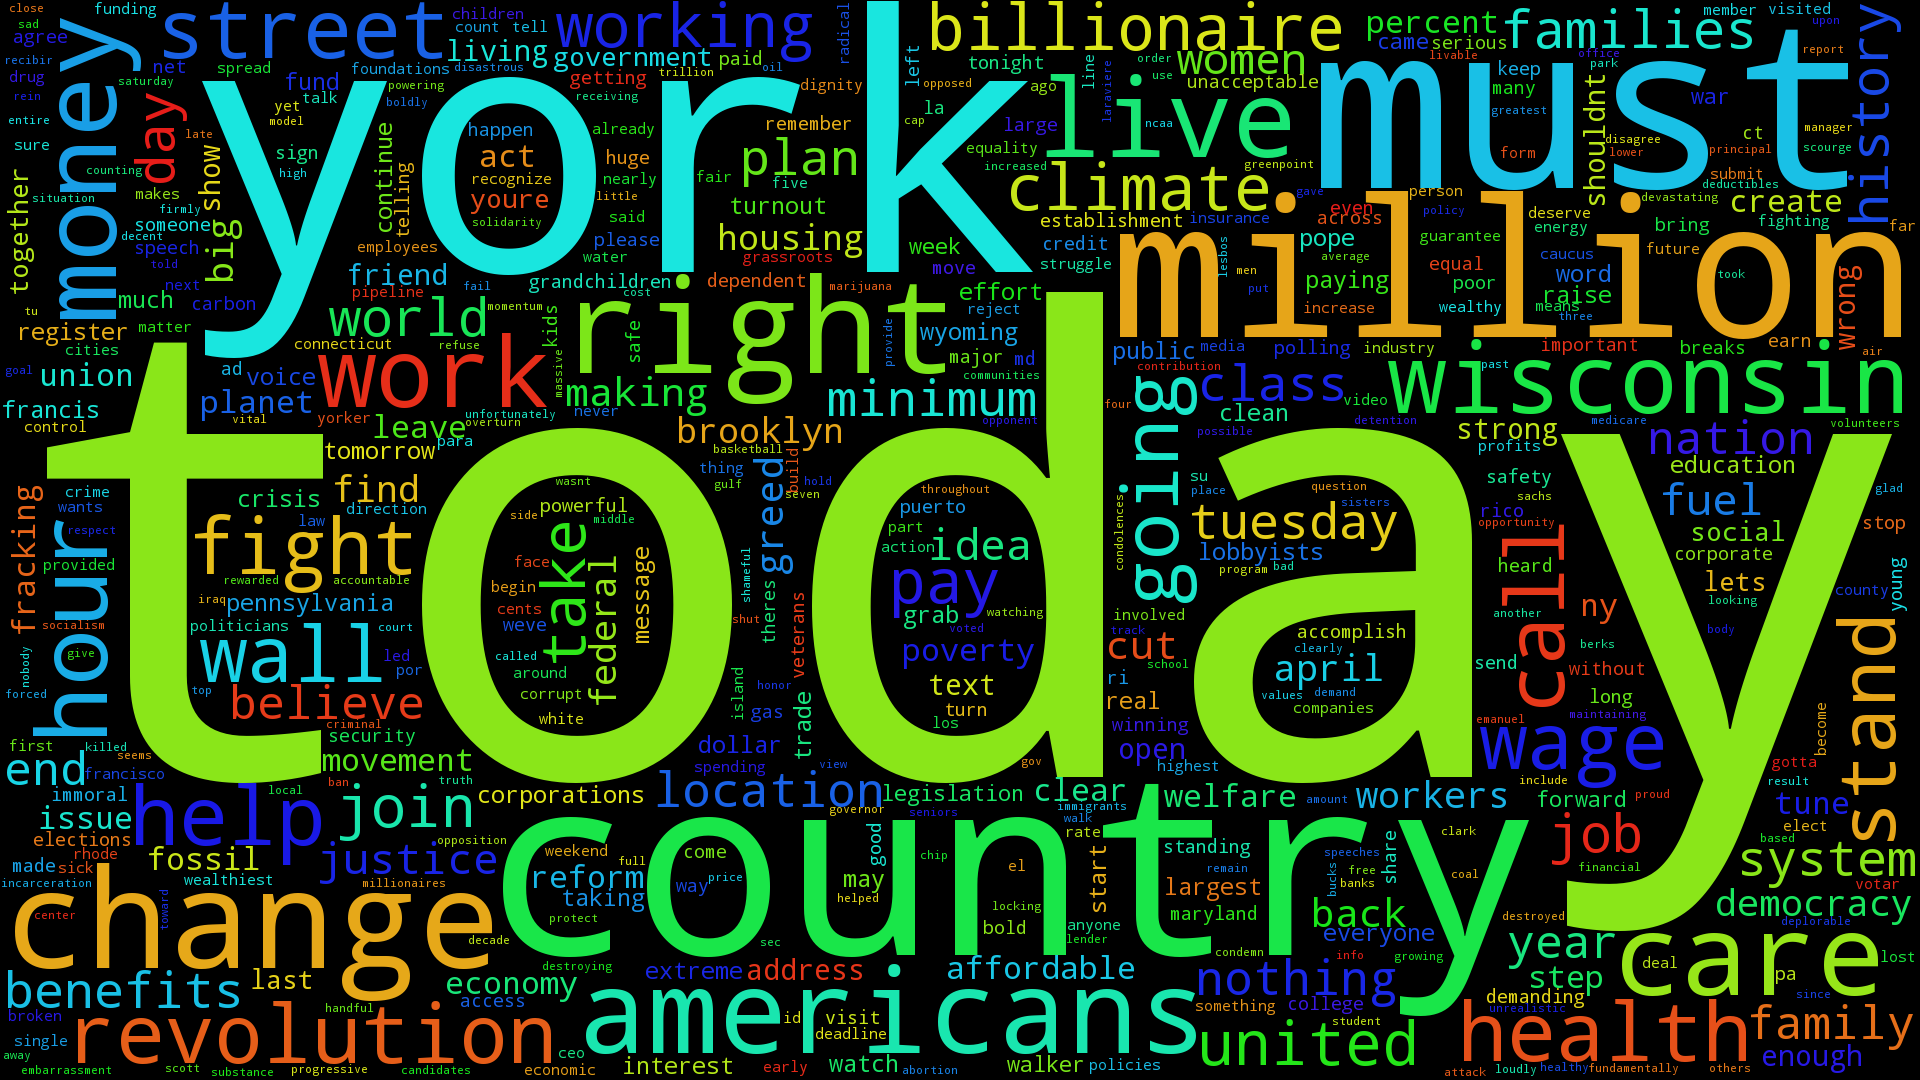 today
york
country
million
must
right
change
americans
care
work
live
wisconsin
revolution
health
street
money
hour
working
billionaire
families
climate
history
day
plan
housing
women
percent
government
living
world
minimum
making
planet
union
register
friend
together
big
show
wall
fight
find
take
federal
believe
movement
help
join
justice
location
going
class
tuesday
nation
fuel
call
wage
stand
system
democracy
job
workers
welfare
clear
legislation
corporations
brooklyn
greed
idea
pay
poverty
grab
text
turn
april
cut
real
open
dollar
trade
veterans
end
issue
fossil
benefits
last
economy
extreme
address
affordable
nothing
united
family
enough
year
step
back
everyone
largest
reform
taking
may
good
start
share
tune
forward
social
education
corporate
lets
strong
public
lobbyists
clean
create
raise
word
pope
paying
wrong
shouldnt
unacceptable
establishment
war
many
keep
came
serious
tonight
paid
fund
foundations
getting
act
youre
recognize
happen
solidarity
continue
telling
sign
talk
speech
someone
carbon
much
francis
control
voice
ad
leave
tomorrow
crisis
law
direction
powerful
message
pennsylvania
politicians
fracking
crime
wants
provided
socialism
security
immoral
francisco
elections
rhode
made
sick
wealthiest
millionaires
incarceration
center
access
single
broken
embarrassment
away
scott
substance
progressive
candidates
economic
ceo
interest
early
watch
abortion
walker
policies
visit
deadline
id
demanding
something
college
student
info
growing
condemn
anyone
lender
bold
locking
maryland
standing
remain
speeches
free
banks
bucks
coal
clark
destroyed
financial
votar
deplorable
lost
pa
since
deal
unrealistic
attack
loudly
healthy
fundamentally
others
close
sad
agree
recibir
drug
rein
entire
sure
counting
situation
funding
net
spread
saturday
yet
model
late
high
makes
decent
firmly
told
next
matter
tu
cities
goal
children
count
tell
disastrous
powering
boldly
receiving
trillion
oil
radical
dignity
left
opposed
remember
already
huge
nearly
little
said
please
water
employees
fair
five
turnout
grassroots
dependent
marijuana
grandchildren
cost
fail
pipeline
momentum
refuse
connecticut
kids
safe
massive
provide
yorker
vital
unfortunately
never
overturn
para
week
move
effort
reject
wyoming
major
md
communities
opponent
la
ago
cap
large
equality
increased
line
order
use
laraviere
ncaa
greenpoint
insurance
credit
struggle
lesbos
men
put
gave
across
even
person
policy
average
increase
guarantee
equal
poor
wealthy
deserve
energy
caucus
means
three
future
bring
fighting
took
earn
air
far
member
visited
upon
report
office
park
livable
greatest
disagree
lower
form
principal
submit
deductibles
devastating
manager
scourge
media
polling
industry
important
breaks
past
contribution
four
video
possible
detention
medicare
volunteers
profits
safety
sachs
rico
opportunity
heard
stop
glad
young
county
looking
another
ny
body
berks
without
long
send
maintaining
emanuel
become
gotta
result
proud
include
elect
based
su
place
question
sisters
program
bad
condolences
involved
track
school
ri
winning
highest
accomplish
clearly
values
demand
companies
amount
immigrants
walk
rate
basketball
thing
gulf
build
hold
seven
throughout
part
action
puerto
watching
voted
los
shameful
theres
shut
island
honor
gas
spending
view
gov
governor
seniors
chip
el
come
way
price
full
weekend
helped
protect
decade
sec
destroying
handful
opposition
toward
local
ban
truth
criminal
killed
seems
first
top
forced
nobody
give
respect
iraq
rewarded
accountable
court
led
por
wasnt
side
middle
face
begin
cents
weve
called
around
corrupt
white